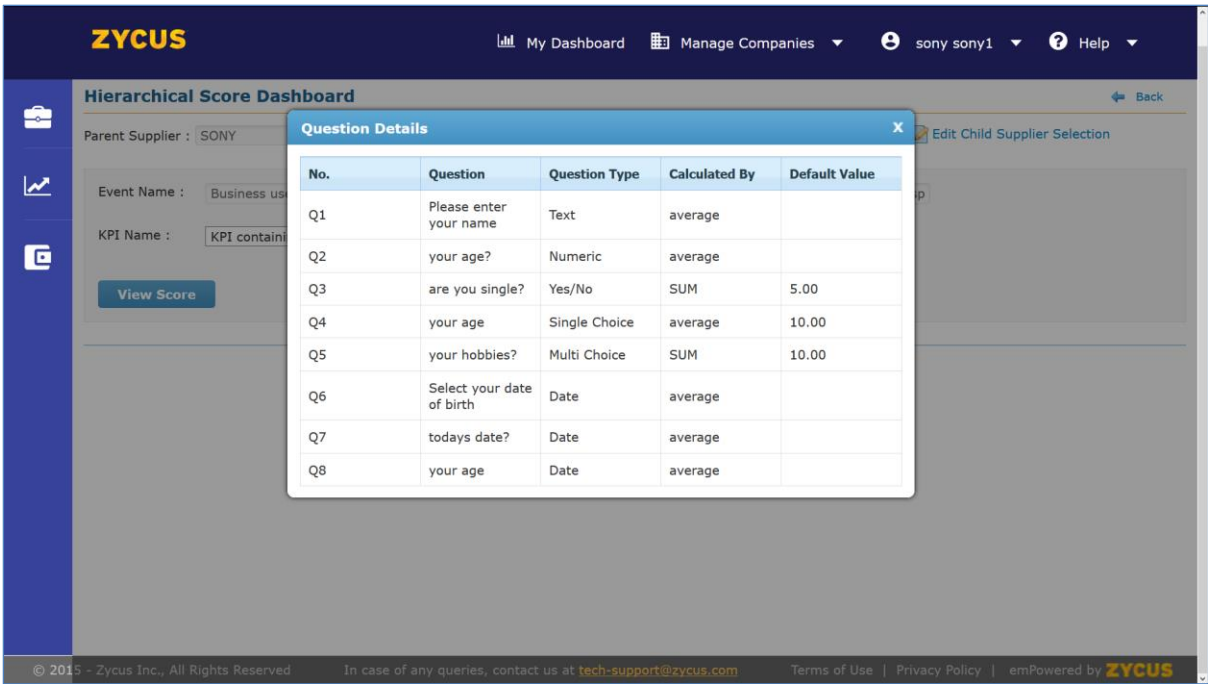 ZYCUS
My Dashboard Manage Companies sony sony1 Help
Hierarchical Score Dashboard Back
Parent Supplier : SONY Edit Child Supplier Selection
Question Details X
No. Question Question Type Calculated By Default Value
Event Name : Business
KPI Name : KPI
View Score
Q1 Please enter your name Text average
Q2 your age? Numeric average
Q3 are you single? Yes/No SUM 5.00
Q4 your age Single Choice average 10.00
Q5 your hobbies? Multi Choice SUM 10.00
Q6 Select your date of birth Date average
Q7 todays date? Date average
Q8 your age Date average
© 2015 - Zycus Inc., All Rights Reserved In case of any queries, contact us at tech-support@zycus.com Terms of Use | Privacy Policy | emPowered by ZYCUS